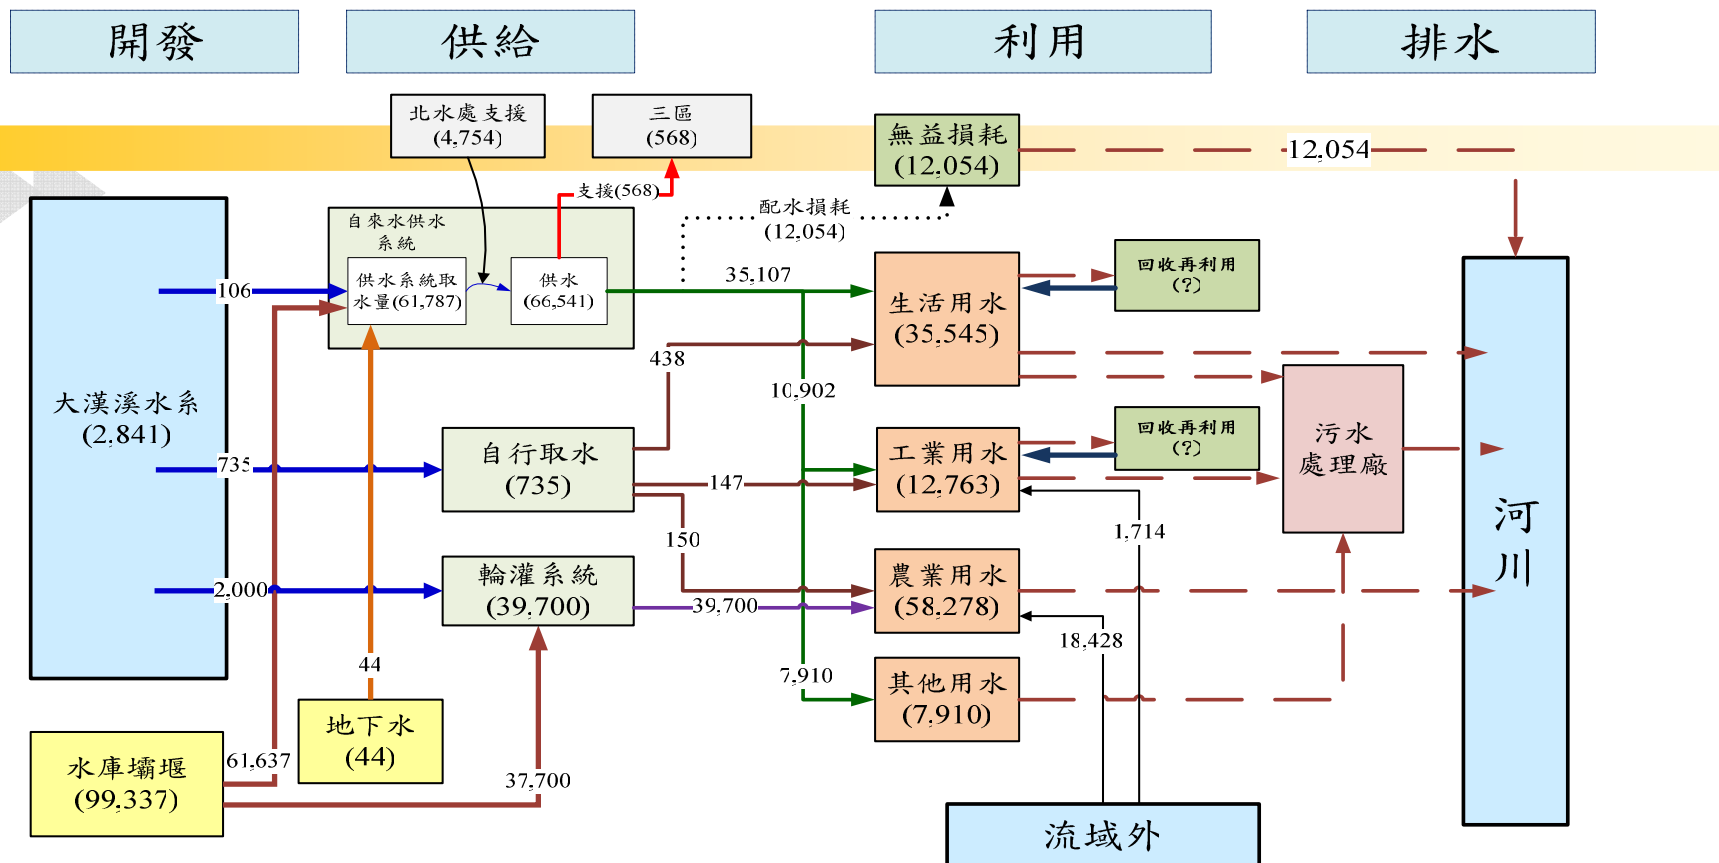 開發
供給
利用
排水
北水處支援
(4,754)
三區
(568)
無益損耗
(12,054)
12,054
支援(568)
配水損耗
(12,054)
自來水供水
系統
供水系統取
水量(61,787)
供水
(66,541)
106
35,107
生活用水
(35,545)
回收再利用
(?)
438
10,902
大漢溪水系
(2,841)
735
自行取水
(735)
147
150
工業用水
(12,763)
回收再利用
(?)
污水
處理廠
河
川
1,714
2,000
輪灌系統
(39,700)
39,700
農業用水
(58,278)
18,428
44
7,910
其他用水
(7,910)
地下水
(44)
水庫壩堰
(99,337)
61,637
37,700
流域外